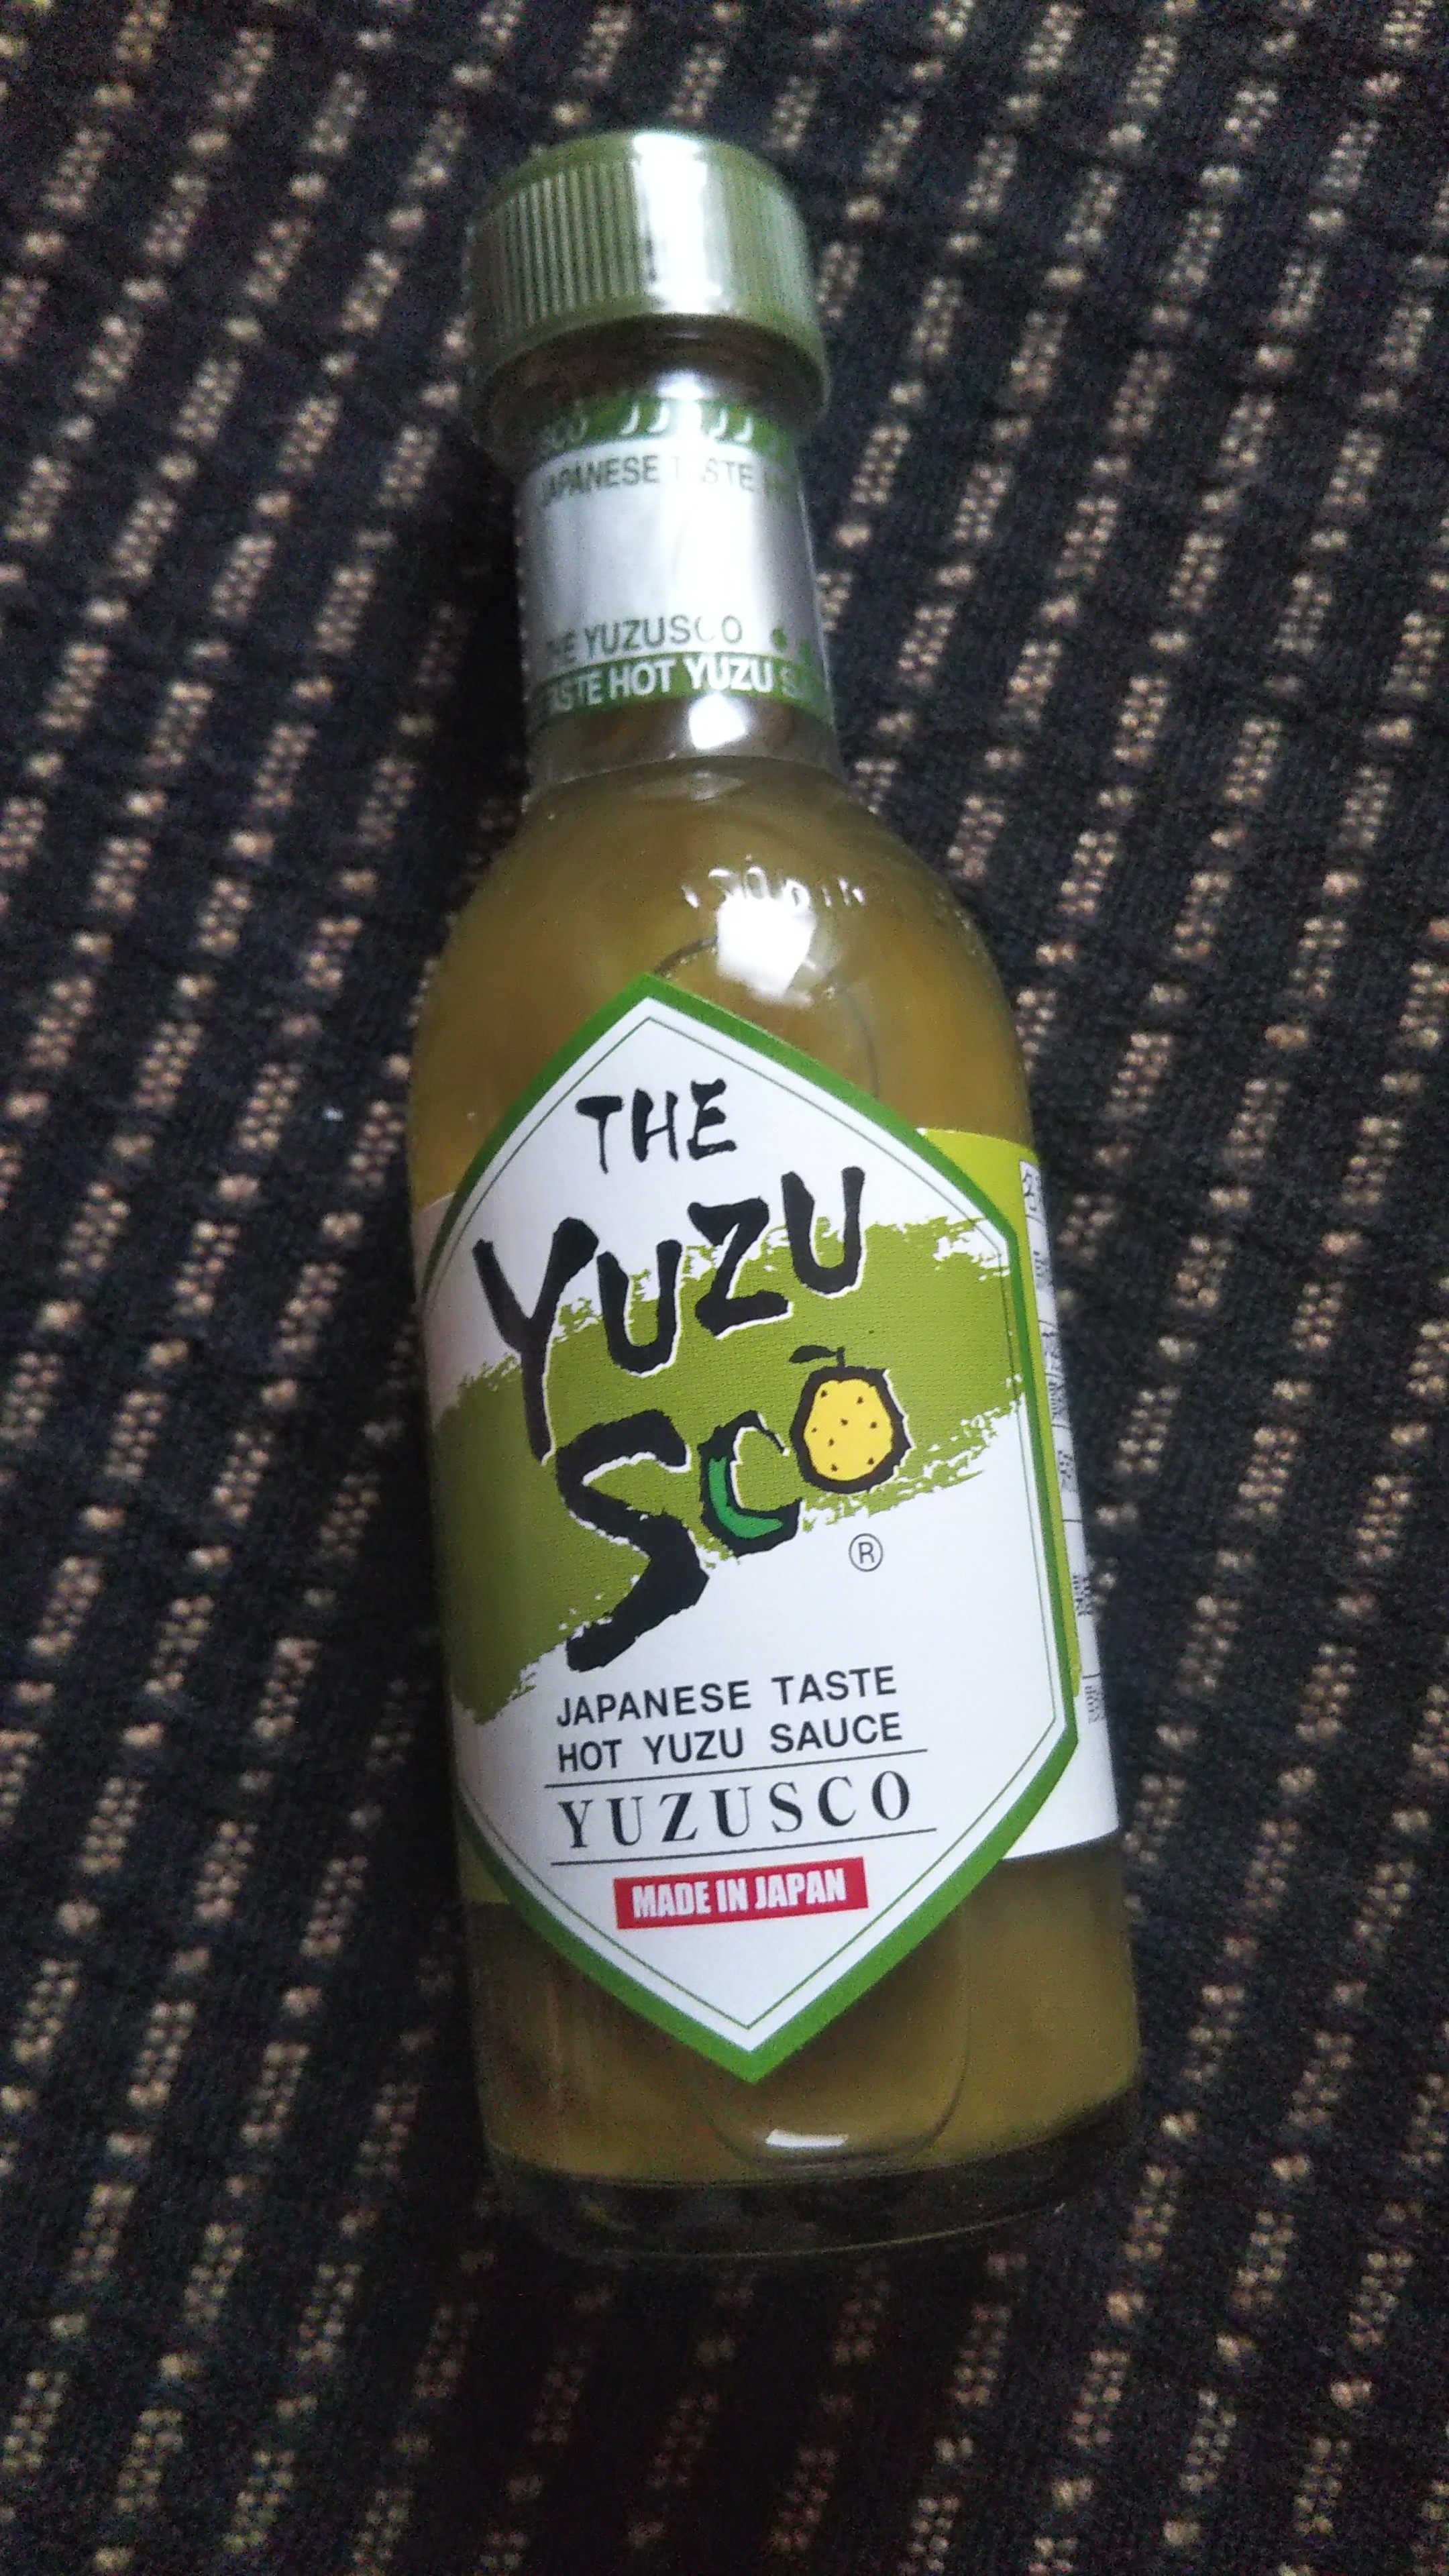 JAPANESE TASTE
THE YUZUSCO
TASTE HOT YUZU
THE
YUZU
SCO
®
JAPANESE TASTE
HOT YUZU SAUCE
YUZUSCO
MADE IN JAPAN